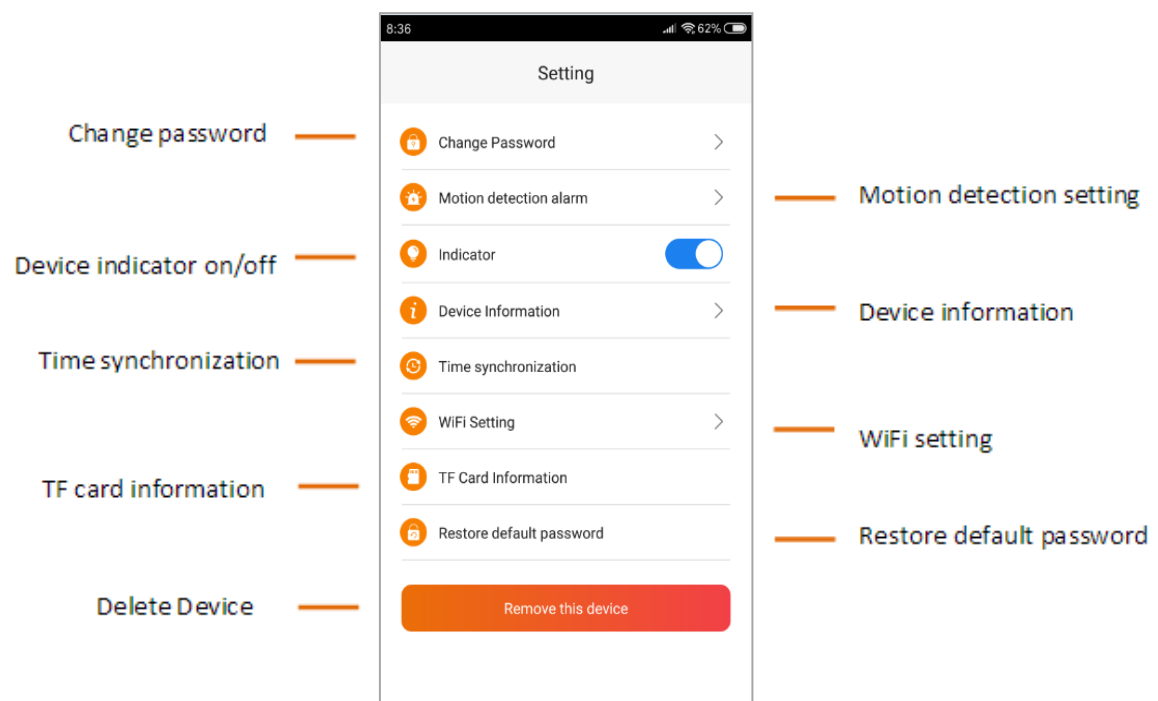 8:36
62%
Setting
Change password
Change Password
Motion detection alarm
Motion detection setting
Device indicator on/off
Indicator
Device Information
Device information
Time synchronization
Time synchronization
WiFi Setting
WiFi setting
TF card information
TF Card Information
Restore default password
Restore default password
Delete Device
Remove this device